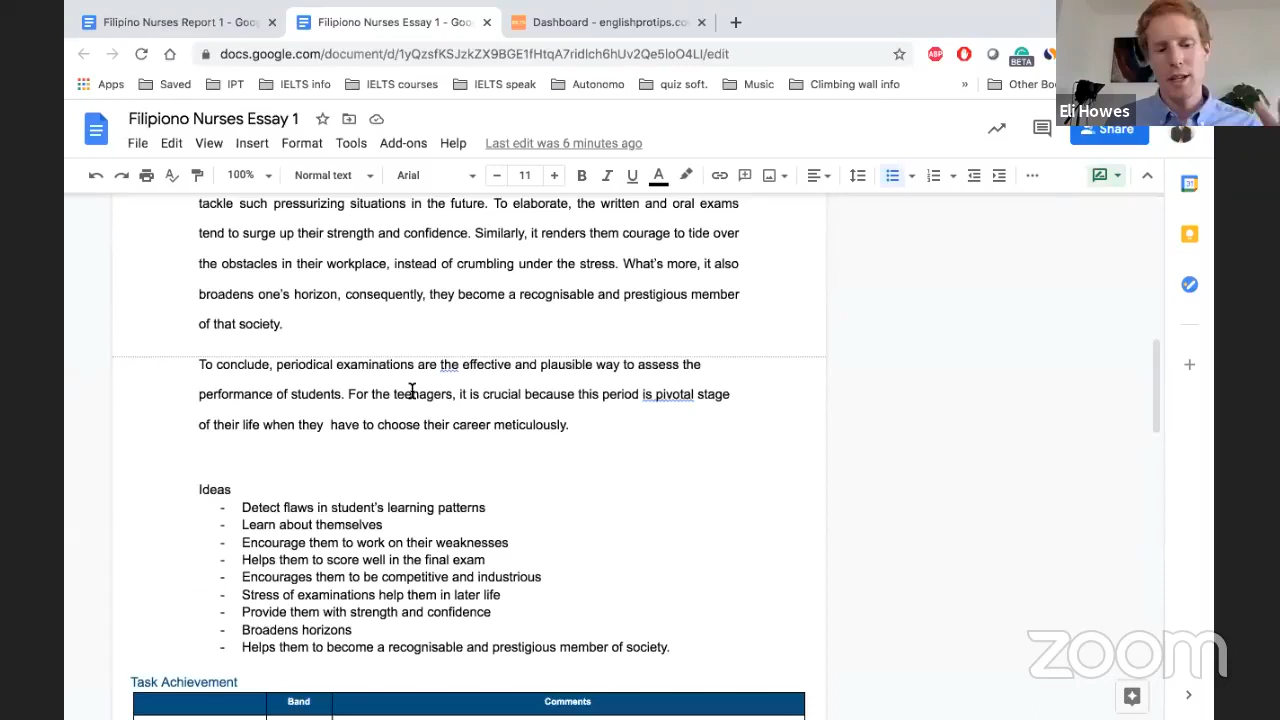 Filipino Nurses Report 1 - Goo
Filipiono Nurses Essay 1 - Goo
Dashboard - englishprotips.co
docs.google.com/document/d/1yQzsfKSJzkZX9BGE1fHtqA7ridlch6hUv2Qe5loO4LI/edit
ABP
BETA
Apps
Saved
IPT
IELTS info
IELTS courses
IELTS speak
Autonomo
quiz soft.
Music
Climbing wall info
»
Other Boo
Eli Howes
Filipiono Nurses Essay 1
File Edit View Insert Format Tools Add-ons Help Last edit was 6 minutes ago
Share
100% Normal text Arial 11 B I U A
31
tackle such pressurizing situations in the future. To elaborate, the written and oral exams
tend to surge up their strength and confidence. Similarly, it renders them courage to tide over
the obstacles in their workplace, instead of crumbling under the stress. What's more, it also
broadens one's horizon, consequently, they become a recognisable and prestigious member
of that society.
To conclude, periodical examinations are the effective and plausible way to assess the
performance of students. For the teenagers, it is crucial because this period is pivotal stage
of their life when they  have to choose their career meticulously.
Ideas
- Detect flaws in student's learning patterns
- Learn about themselves
- Encourage them to work on their weaknesses
- Helps them to score well in the final exam
- Encourages them to be competitive and industrious
- Stress of examinations help them in later life
- Provide them with strength and confidence
- Broadens horizons
- Helps them to become a recognisable and prestigious member of society.
Task Achievement
Band Comments
zoom